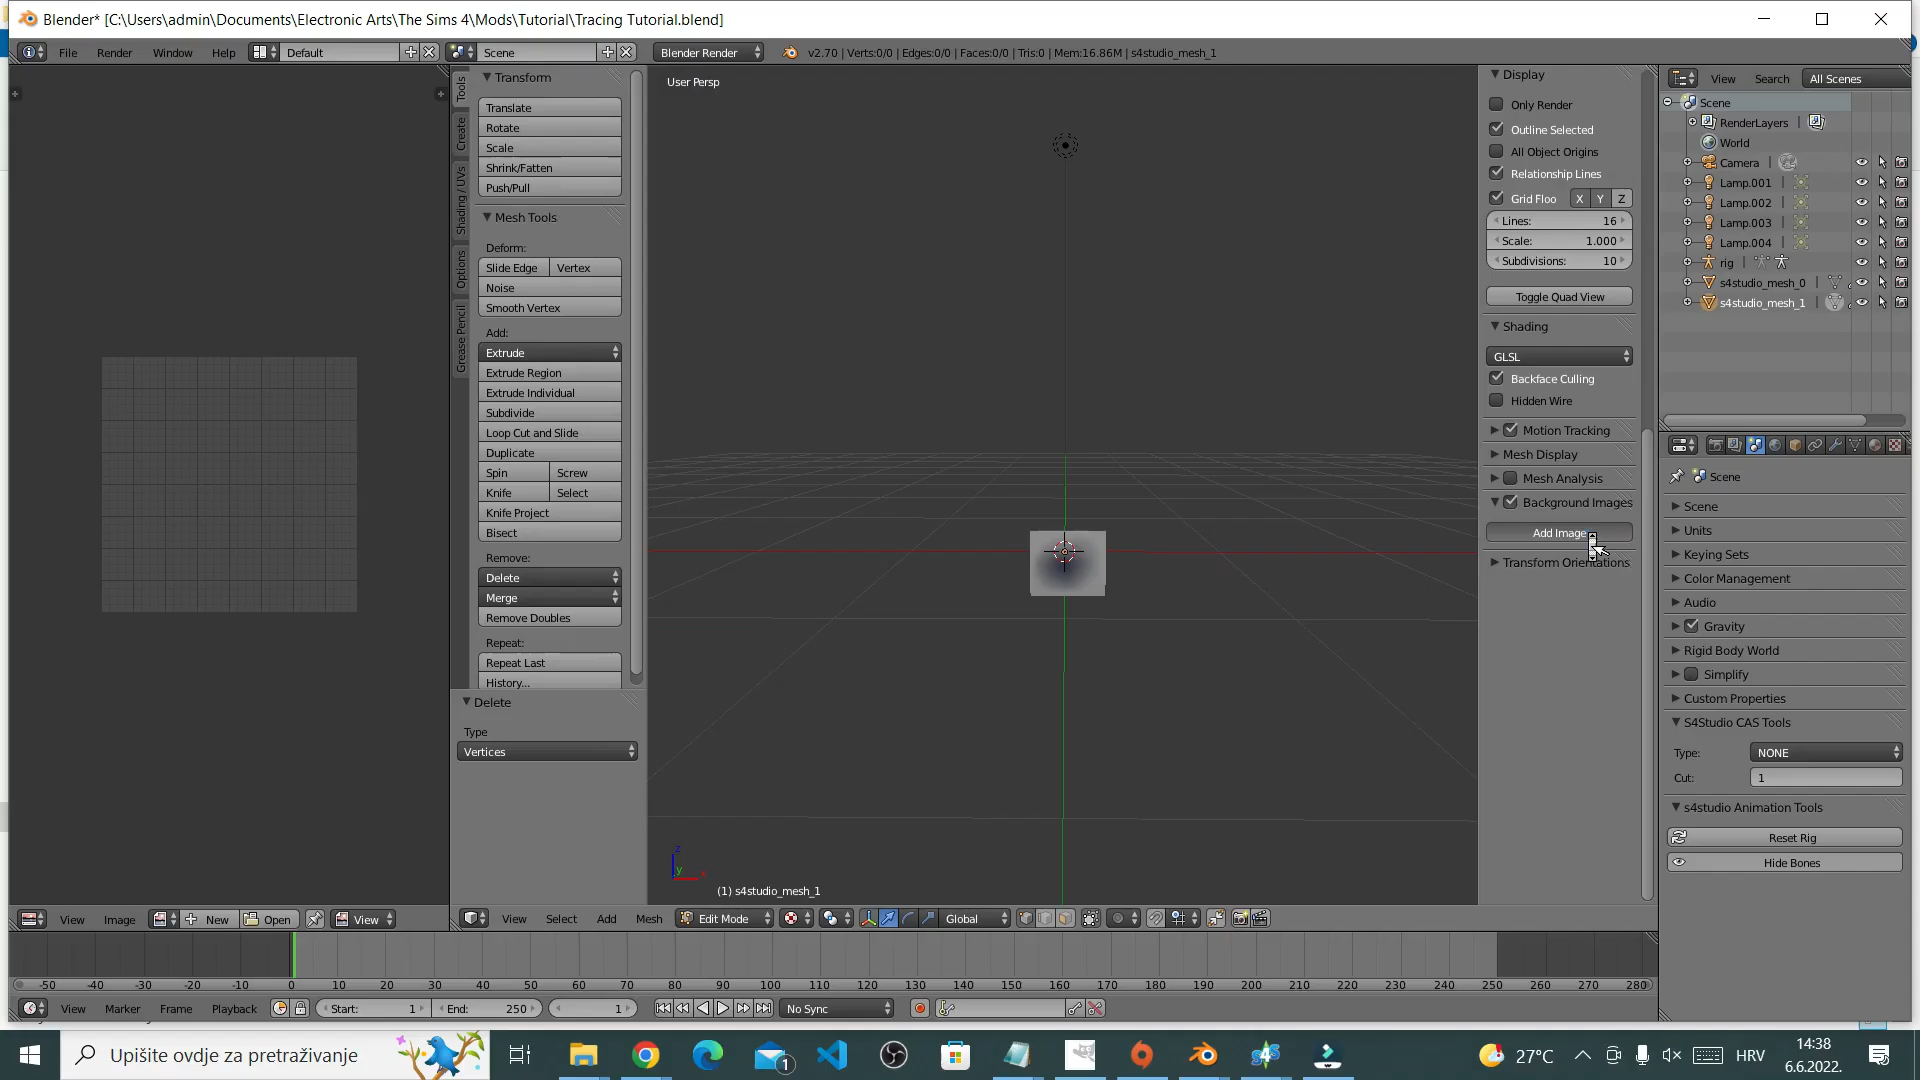 Blender* [C:\Users\admin\Documents\Electronic Arts\The Sims 4\Mods\Tutorial\Tracing Tutorial.blend]
File Render Window Help Default Scene Blender Render v2.70 | Verts:0/0 | Edges:0/0 | Faces:0/0 | Tris:0 | Mem:16.86M | s4studio_mesh_1
Tools
Create
Shading / UVs
Options
Grease Pencil
Transform
Translate
Rotate
Scale
Shrink/Fatten
Push/Pull
Mesh Tools
Deform:
Slide Edge Vertex
Noise
Smooth Vertex
Add:
Extrude
Extrude Region
Extrude Individual
Subdivide
Loop Cut and Slide
Duplicate
Spin Screw
Knife Select
Knife Project
Bisect
Remove:
Delete
Merge
Remove Doubles
Repeat:
Repeat Last
History...
Delete
Type
Vertices
User Persp
z
y
x
(1) s4studio_mesh_1
Display
Only Render
Outline Selected
All Object Origins
Relationship Lines
Grid Floo X Y Z
Lines: 16
Scale: 1.000
Subdivisions: 10
Toggle Quad View
Shading
GLSL
Backface Culling
Hidden Wire
Motion Tracking
Mesh Display
Mesh Analysis
Background Images
Add Image
Transform Orientations
View Search All Scenes
Scene
RenderLayers |
World
Camera |
Lamp.001 |
Lamp.002 |
Lamp.003 |
Lamp.004 |
rig |
s4studio_mesh_0 |
s4studio_mesh_1 |
Scene
Scene
Units
Keying Sets
Color Management
Audio
Gravity
Rigid Body World
Simplify
Custom Properties
S4Studio CAS Tools
Type: NONE
Cut: 1
s4studio Animation Tools
Reset Rig
Hide Bones
View Image New Open View
View Select Add Mesh Edit Mode Global
-50 -40 -30 -20 -10 0 10 20 30 40 50 60 70 80 90 100 110 120 130 140 150 160 170 180 190 200 210 220 230 240 250 260 270 280
View Marker Frame Playback Start: 1 End: 250 1 No Sync
Upišite ovdje za pretraživanje
1
27°C
HRV
14:38
6.6.2022.